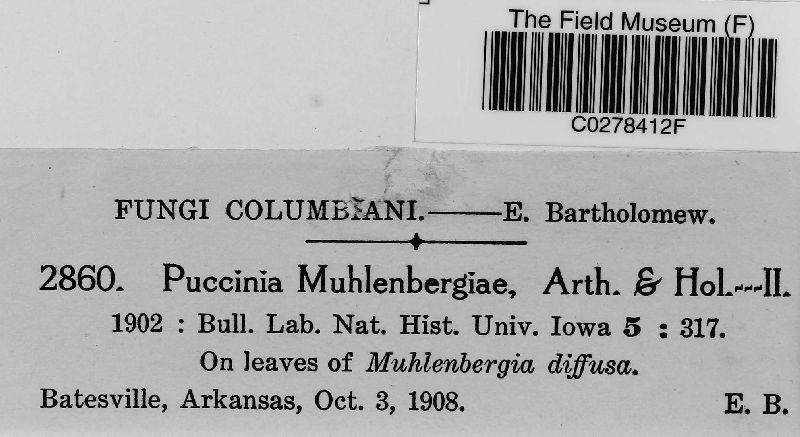 The Field Museum (F)
C0278412F
FUNGI COLUMBIANI.——E. Bartholomew.
2860. Puccinia Muhlenbergiae, Arth. & Hol.---II.
1902 : Bull. Lab. Nat. Hist. Univ. Iowa 5 : 317.
On leaves of Muhlenbergia diffusa.
Batesville, Arkansas, Oct. 3, 1908. E. B.